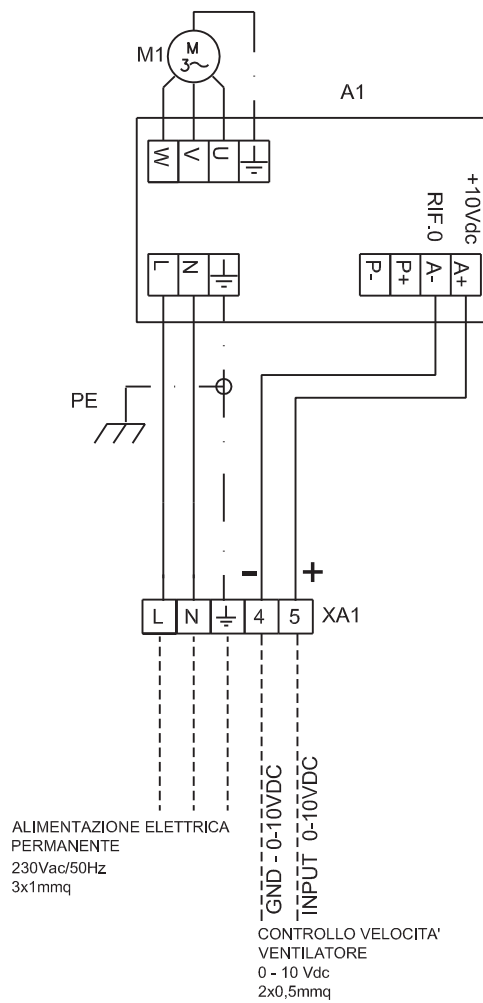 M1
M
3~
A1
W V U
+10Vdc
RIF.0
L N
P- P+ A- A+
PE
- +
L N 4 5 XA1
GND - 0-10VDC
INPUT 0-10VDC
ALIMENTAZIONE ELETTRICA
PERMANENTE
230Vac/50Hz
3x1mmq
CONTROLLO VELOCITA'
VENTILATORE
0 - 10 Vdc
2x0,5mmq